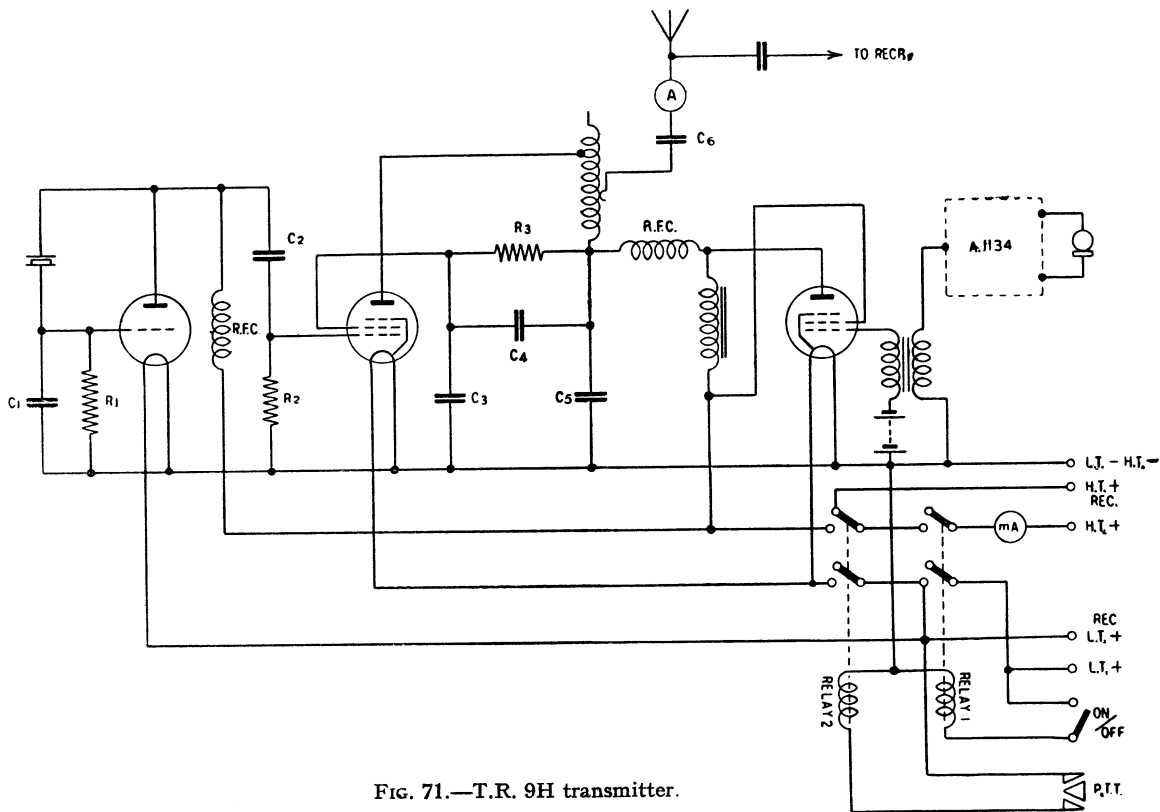 TO RECR.
A
C6
C2
R3
R.F.C.
A.1134
R.F.C.
C4
C1
R1
R2
C3
C5
L.T. - H.T. -
H.T. +
REC.
mA
H.T. +
REC
L.T. +
L.T. +
RELAY 2
RELAY 1
ON/OFF
P.T.T.
FIG. 71.—T.R. 9H transmitter.